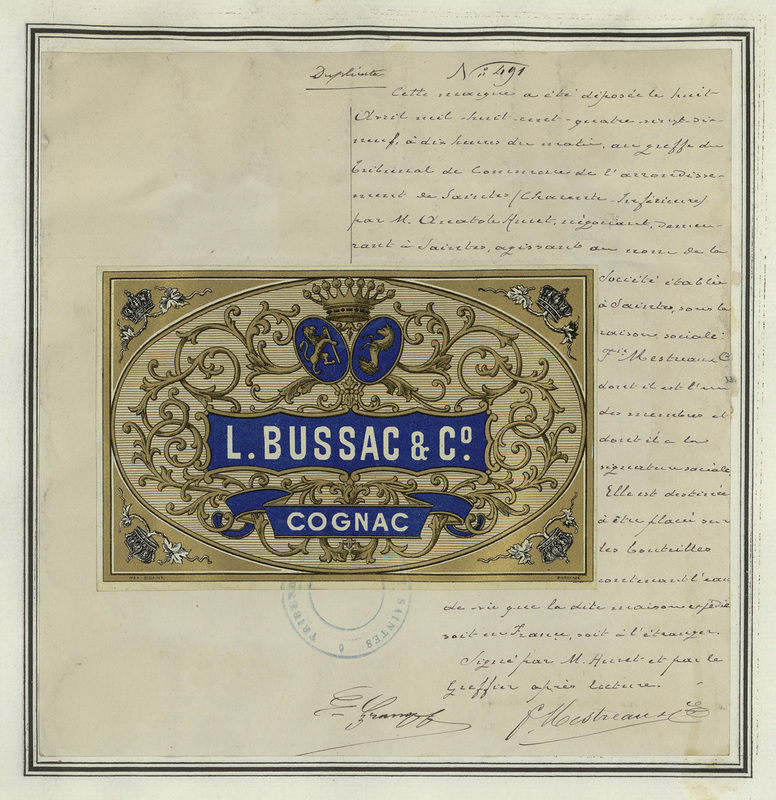 Duplicata
N° 491
Cette marque a été déposée le huit
Avril mil huit cent quatre-vingt-dix-
neuf, à dix heures du matin, au greffe du
tribunal de Commerce de l'arrondisse-
ment de Saintes (Charente-Inférieure)
par M. Anatole Huret, négociant, demeu-
rant à Saintes, agissant au nom de la
Société établie
à Saintes, sous la
raison sociale:
Mestreau & C
dont il est l'un
des membres et
dont il a la
signature sociale
Elle est destinée
à être placé sur
les bouteilles
contenant l'eau
de-vie que la dite maison expédie
soit en France, soit à l'étranger.
Signé par M. Huret et par le
Greffier après lecture.
L. BUSSAC & Cº.
COGNAC
SAINTES
Mestreau